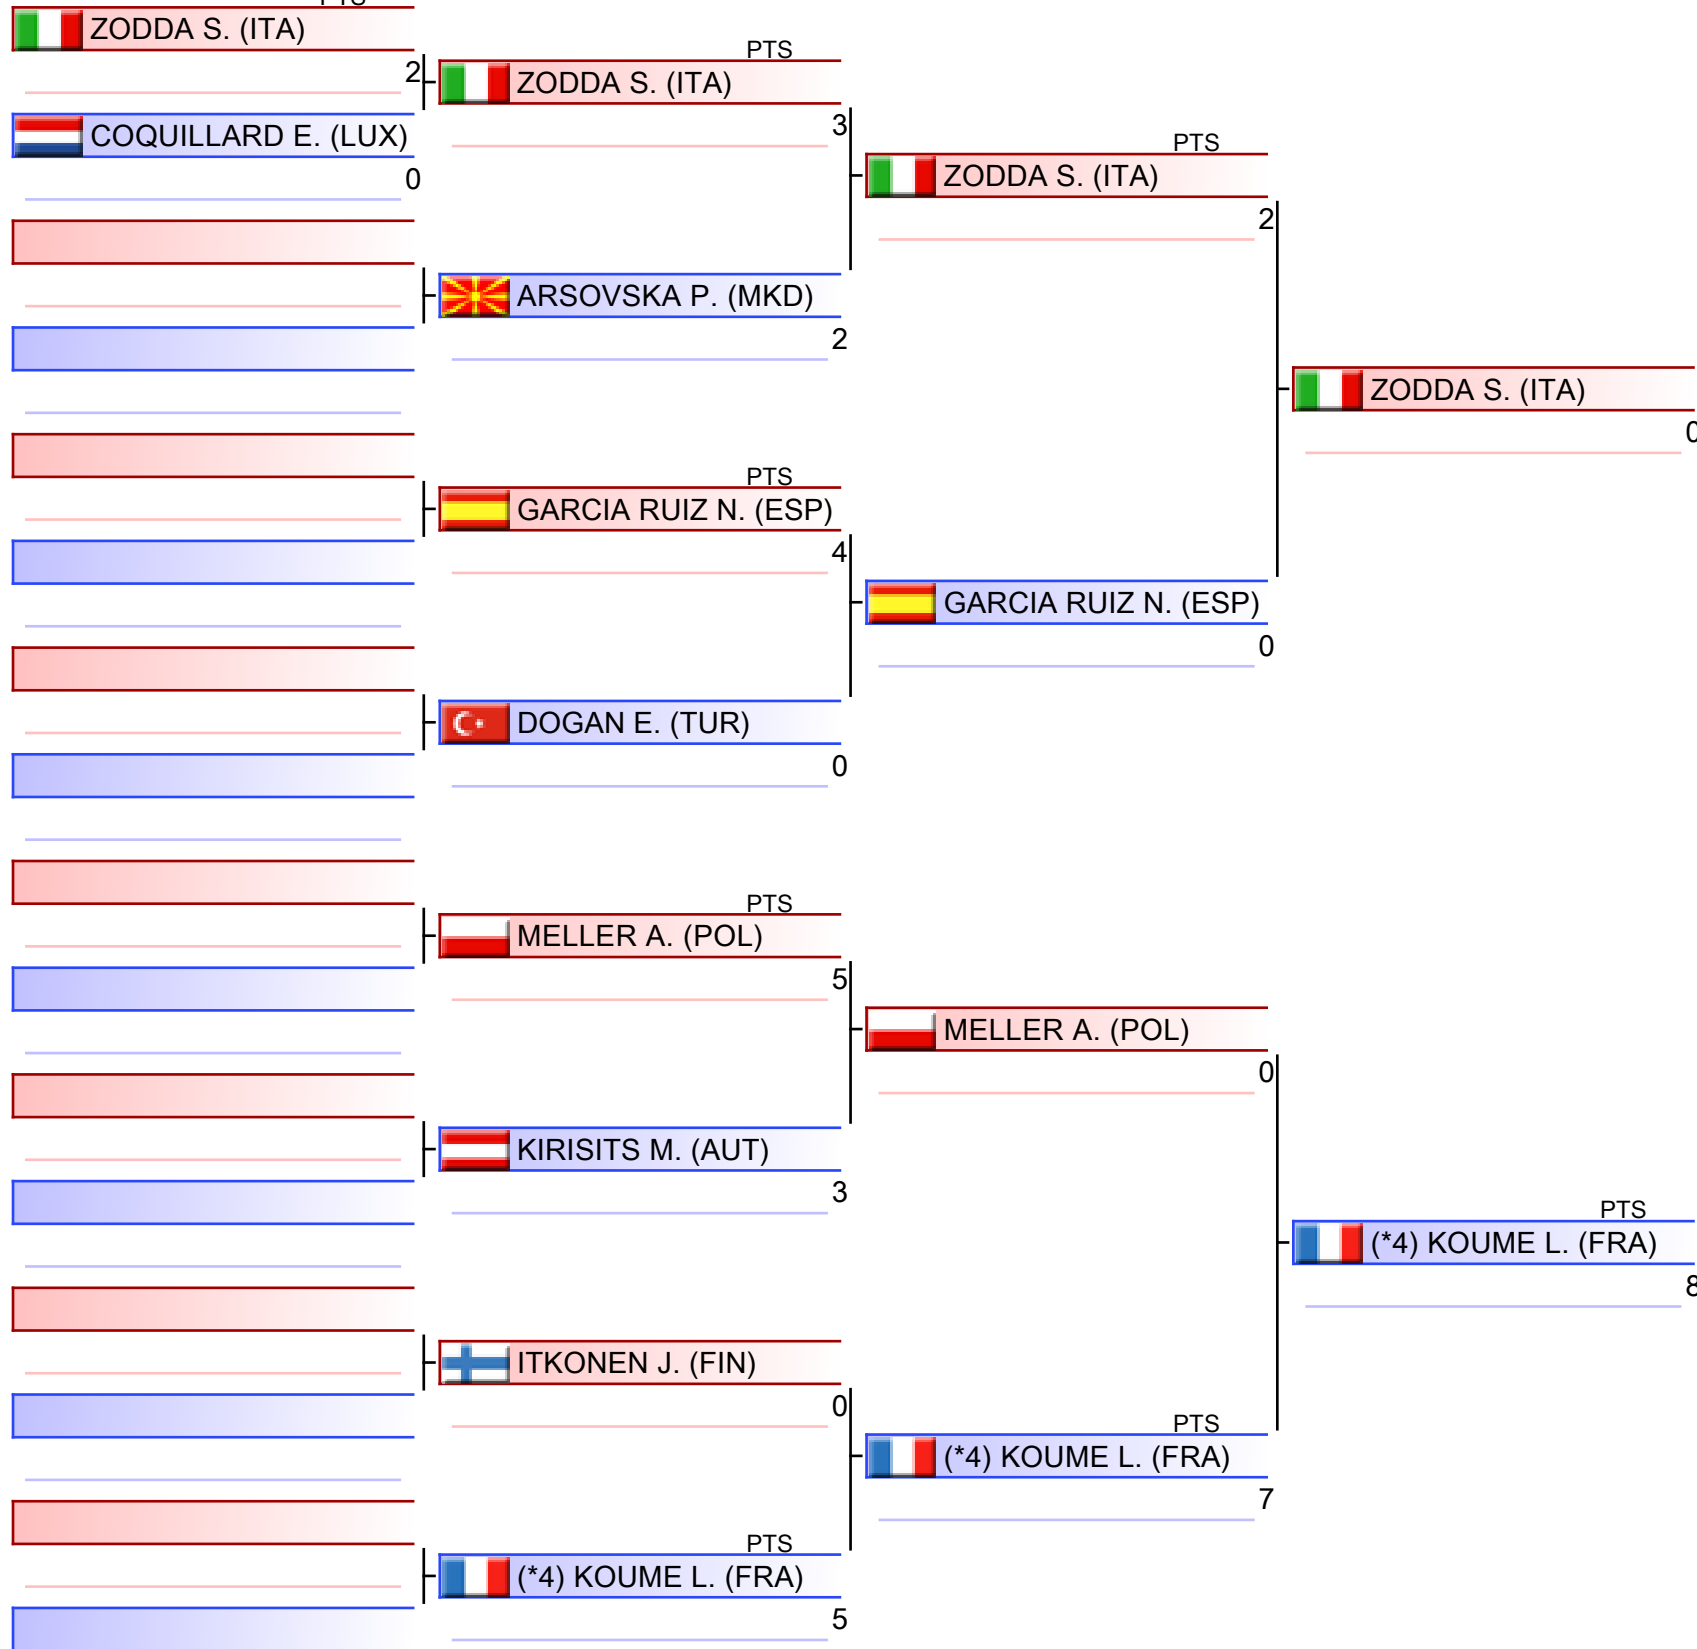 PTS
ZODDA S. (ITA)
2
COQUILLARD E. (LUX)
0
PTS
ZODDA S. (ITA)
3
ARSOVSKA P. (MKD)
2
PTS
GARCIA RUIZ N. (ESP)
4
DOGAN E. (TUR)
0
PTS
MELLER A. (POL)
5
KIRISITS M. (AUT)
3
ITKONEN J. (FIN)
0
PTS
(*4) KOUME L. (FRA)
5
PTS
ZODDA S. (ITA)
2
GARCIA RUIZ N. (ESP)
0
MELLER A. (POL)
0
PTS
(*4) KOUME L. (FRA)
7
ZODDA S. (ITA)
0
PTS
(*4) KOUME L. (FRA)
8